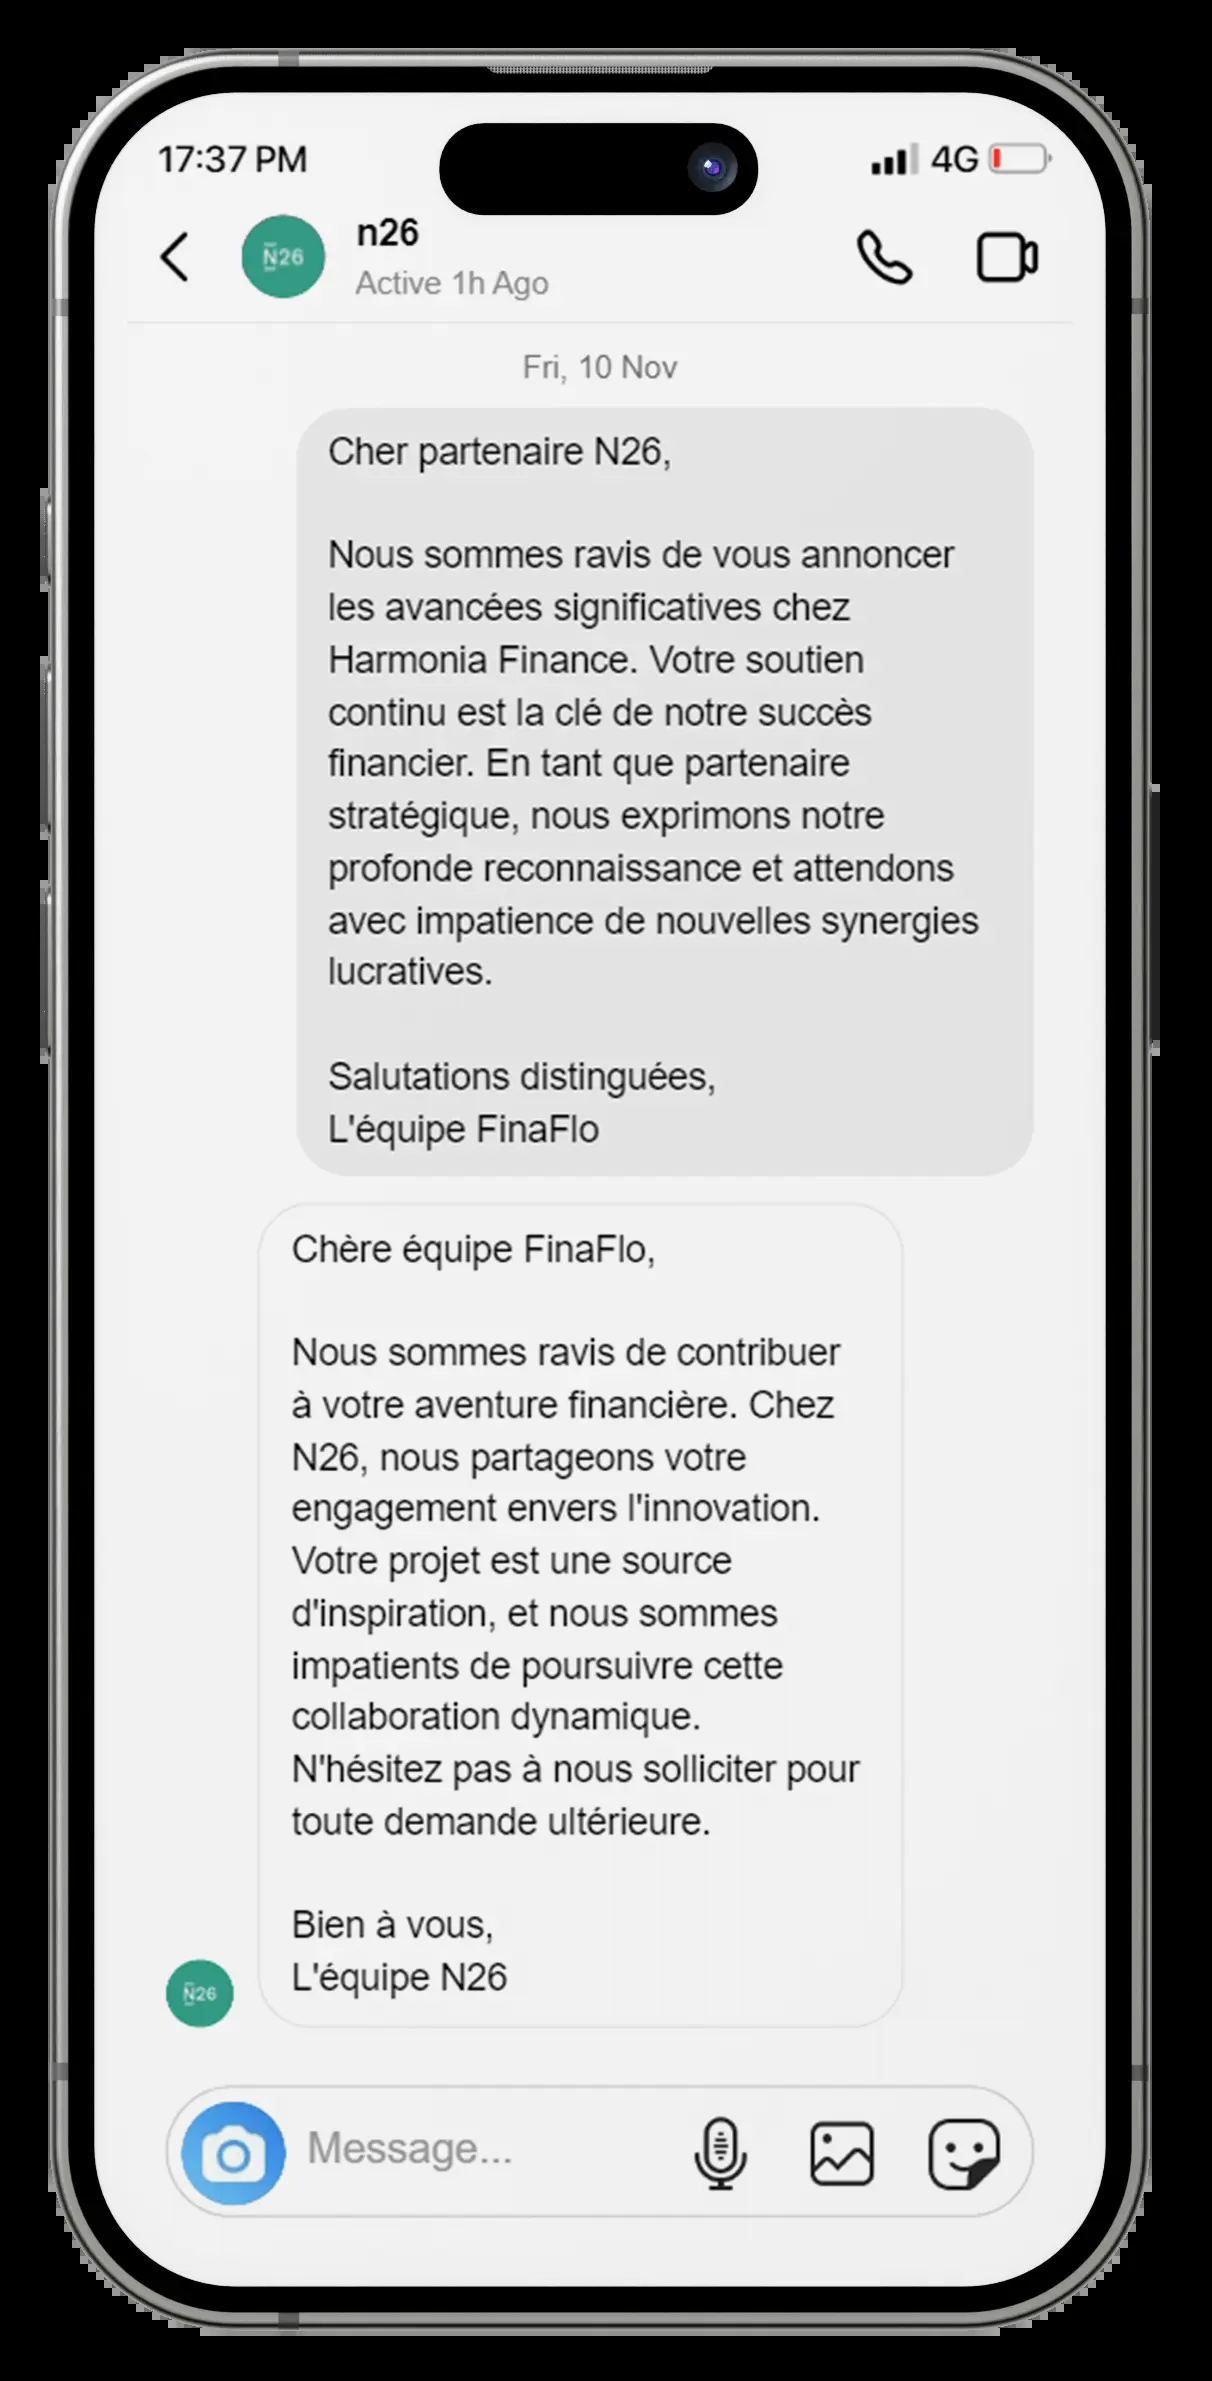 17:37 PM
4G
N26
n26
Active 1h Ago
Fri, 10 Nov
Cher partenaire N26,
Nous sommes ravis de vous annoncer
les avancées significatives chez
Harmonia Finance. Votre soutien
continu est la clé de notre succès
financier. En tant que partenaire
stratégique, nous exprimons notre
profonde reconnaissance et attendons
avec impatience de nouvelles synergies
lucratives.
Salutations distinguées,
L'équipe FinaFlo
Chère équipe FinaFlo,
Nous sommes ravis de contribuer
à votre aventure financière. Chez
N26, nous partageons votre
engagement envers l'innovation.
Votre projet est une source
d'inspiration, et nous sommes
impatients de poursuivre cette
collaboration dynamique.
N'hésitez pas à nous solliciter pour
toute demande ultérieure.
Bien à vous,
L'équipe N26
N26
Message...